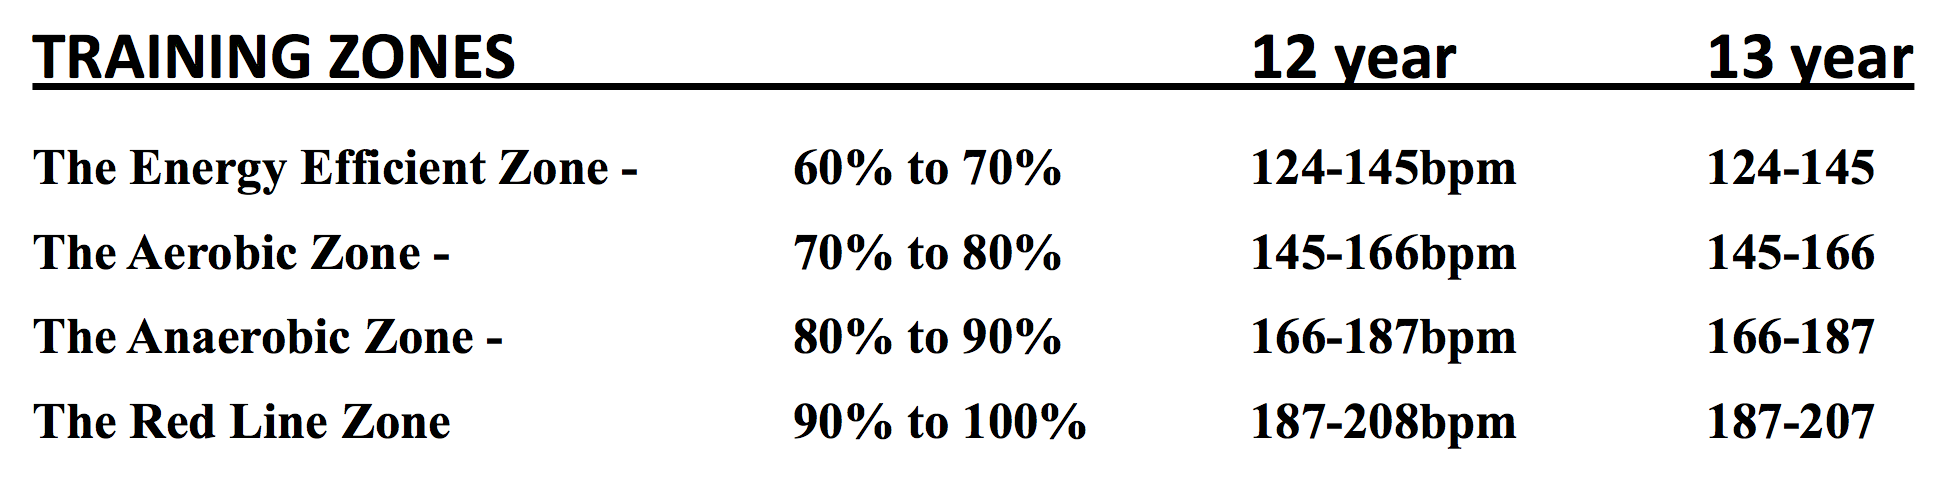 TRAINING ZONES 12 year 13 year
The Energy Efficient Zone - 60% to 70% 124-145bpm 124-145
The Aerobic Zone - 70% to 80% 145-166bpm 145-166
The Anaerobic Zone - 80% to 90% 166-187bpm 166-187
The Red Line Zone 90% to 100% 187-208bpm 187-207